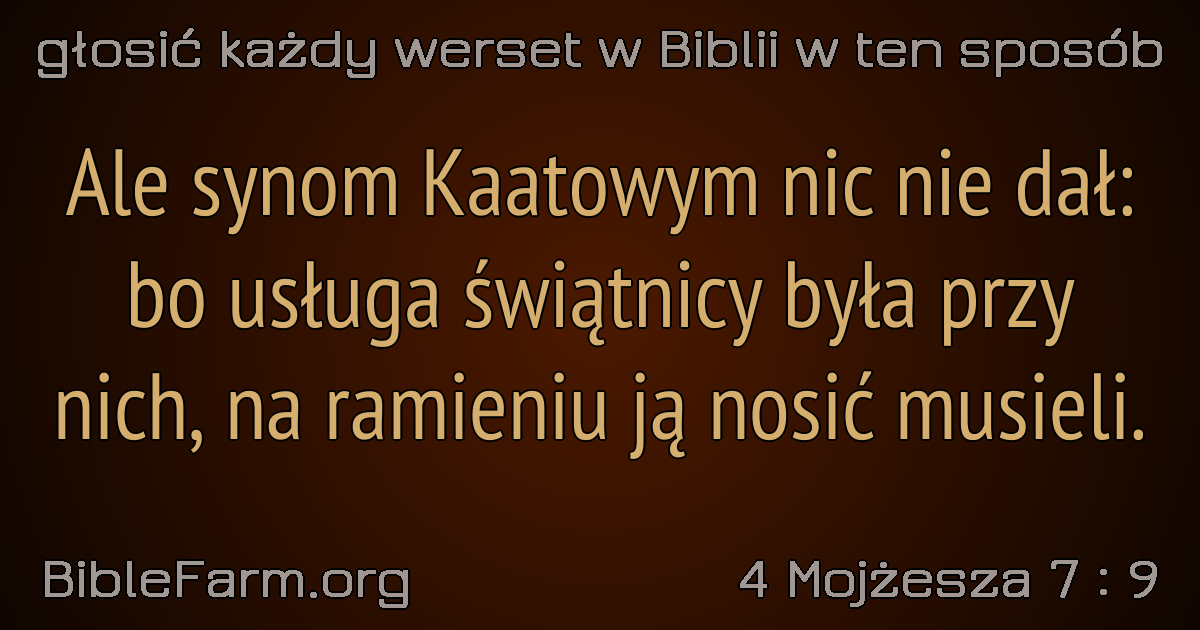 głosić każdy werset w Biblii w ten sposób
Ale synom Kaatowym nic nie dał:
bo usługa świątnicy była przy
nich, na ramieniu ją nosić musieli.
BibleFarm.org
4 Mojżesza 7 : 9